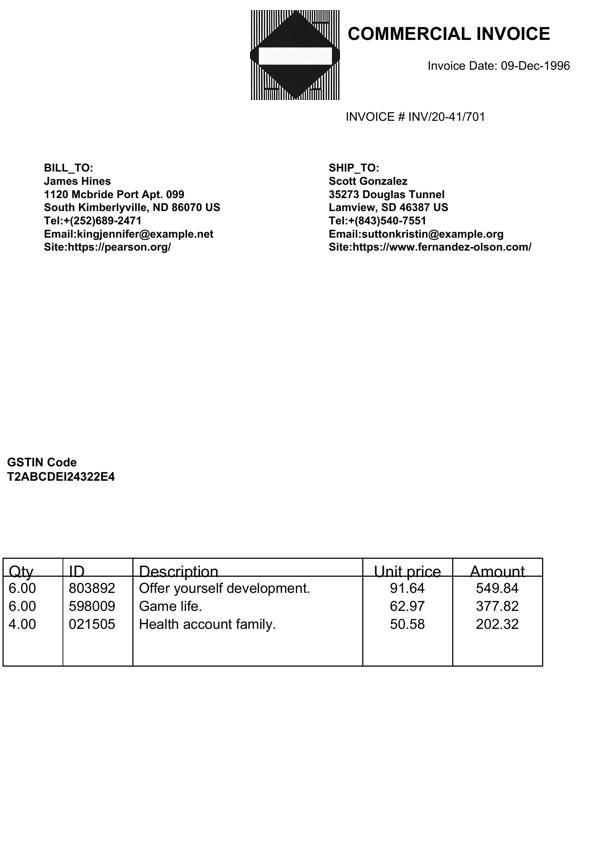 COMMERCIAL INVOICE
Invoice Date: 09-Dec-1996
INVOICE # INV/20-41/701
BILL_TO:
James Hines
1120 Mcbride Port Apt. 099
South Kimberlyville, ND 86070 US
Tel:+(252)689-2471
Email:kingjennifer@example.net
Site:https://pearson.org/
SHIP_TO:
Scott Gonzalez
35273 Douglas Tunnel
Lamview, SD 46387 US
Tel:+(843)540-7551
Email:suttonkristin@example.org
Site:https://www.fernandez-olson.com/
GSTIN Code
T2ABCDEI24322E4
Qty ID Description Unit price Amount
6.00 803892 Offer yourself development. 91.64 549.84
6.00 598009 Game life. 62.97 377.82
4.00 021505 Health account family. 50.58 202.32